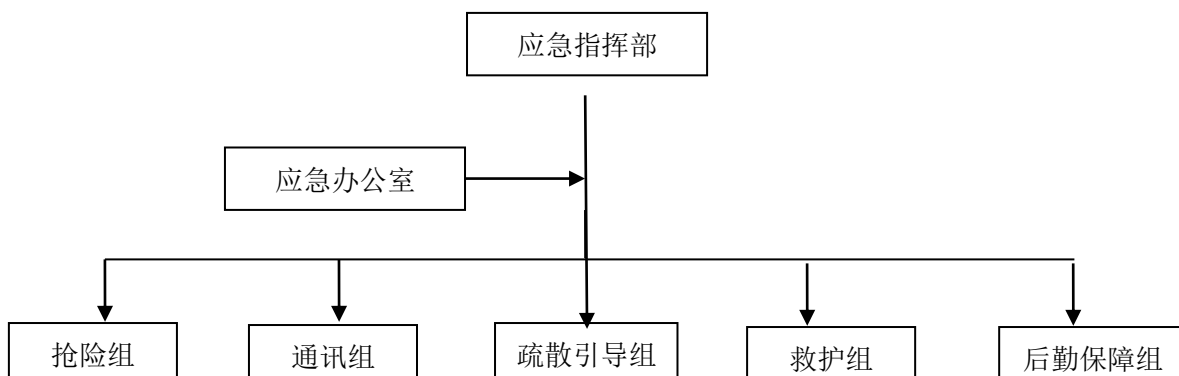 应急指挥部
应急办公室
抢险组
通讯组
疏散引导组
救护组
后勤保障组